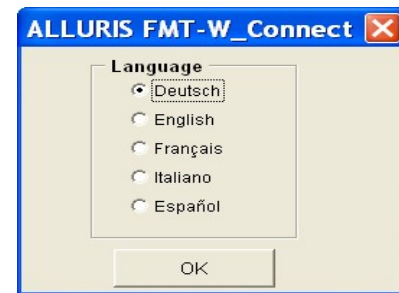 ALLURIS FMT-W_Connect
Language
Deutsch
English
Français
Italiano
Español
OK